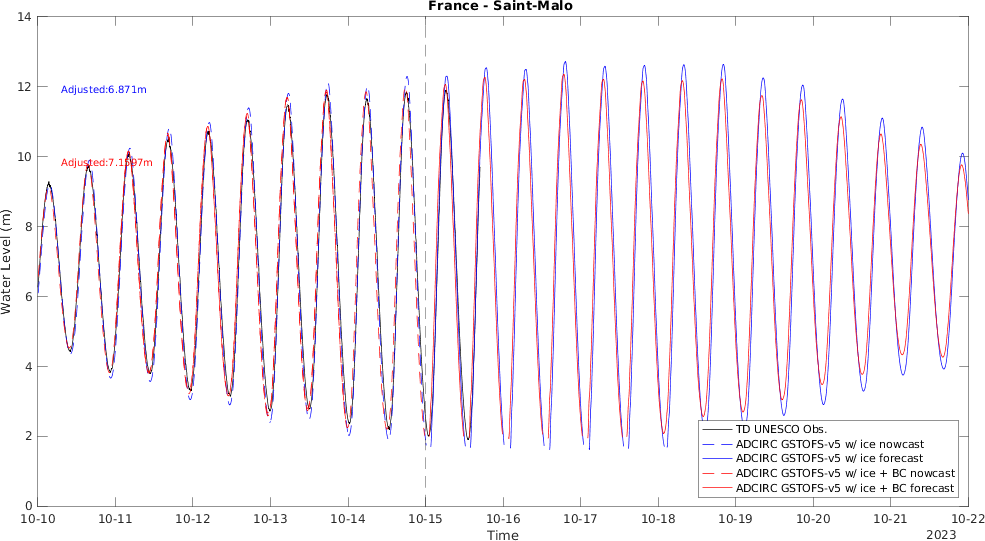 France - Saint-Malo
14
12
10
8
6
4
2
0
Water Level (m)
Adjusted:6.871m
Adjusted:7.1597m
TD UNESCO Obs.
ADCIRC GSTOFS-v5 w/ ice nowcast
ADCIRC GSTOFS-v5 w/ ice forecast
ADCIRC GSTOFS-v5 w/ ice + BC nowcast
ADCIRC GSTOFS-v5 w/ ice + BC forecast
10-10 10-11 10-12 10-13 10-14 10-15 10-16 10-17 10-18 10-19 10-20 10-21 10-22
Time
2023